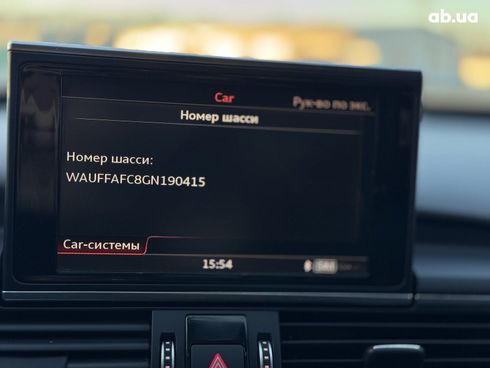 ab.ua
Car
Рук-во по экс.
Номер шасси
Номер шасси:
WAUFFAFC8GN190415
Car-системы
15:54